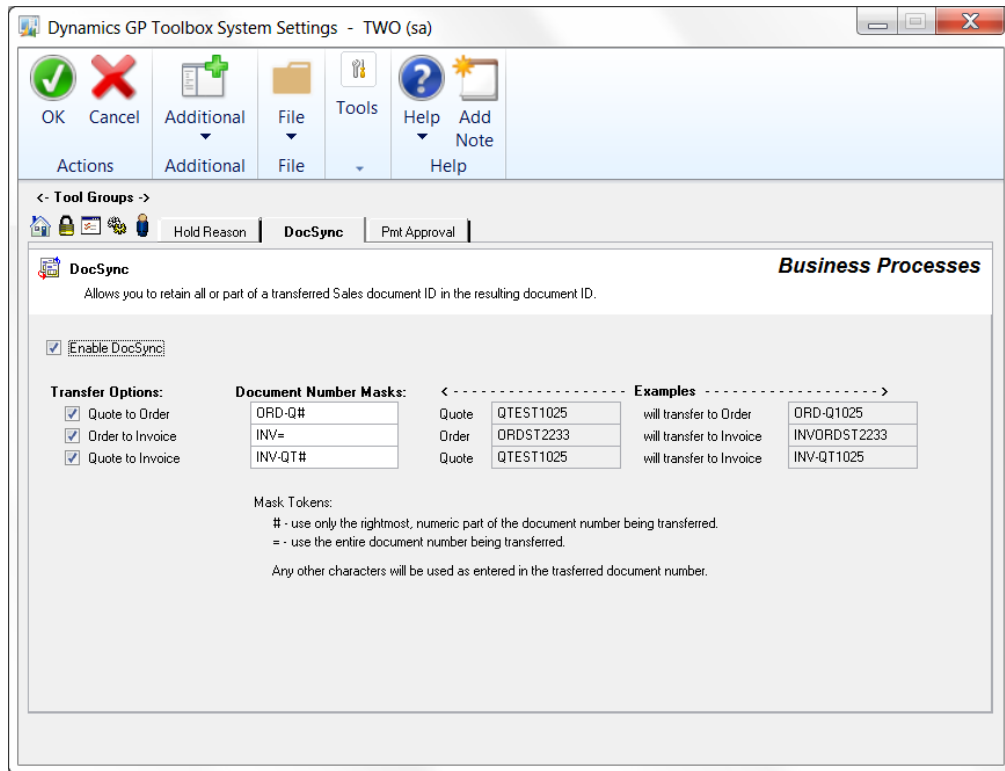 Dynamics GP Toolbox System Settings - TWO (sa)
OK Cancel Additional File Tools Help Add Note
Actions Additional File Help
<- Tool Groups ->
Hold Reason DocSync Pmt Approval
DocSync Business Processes
Allows you to retain all or part of a transferred Sales document ID in the resulting document ID.
Enable DocSync
Transfer Options: Document Number Masks: < - - - - - - - - - - - - - - - - - - - Examples - - - - - - - - - - - - - - - - - - - >
Quote to Order ORD-Q# Quote QTEST1025 will transfer to Order ORD-Q1025
Order to Invoice INV= Order ORDST2233 will transfer to Invoice INVORDST2233
Quote to Invoice INV-QT# Quote QTEST1025 will transfer to Invoice INV-QT1025
Mask Tokens:
# - use only the rightmost, numeric part of the document number being transferred.
= - use the entire document number being transferred.
Any other characters will be used as entered in the trasferred document number.